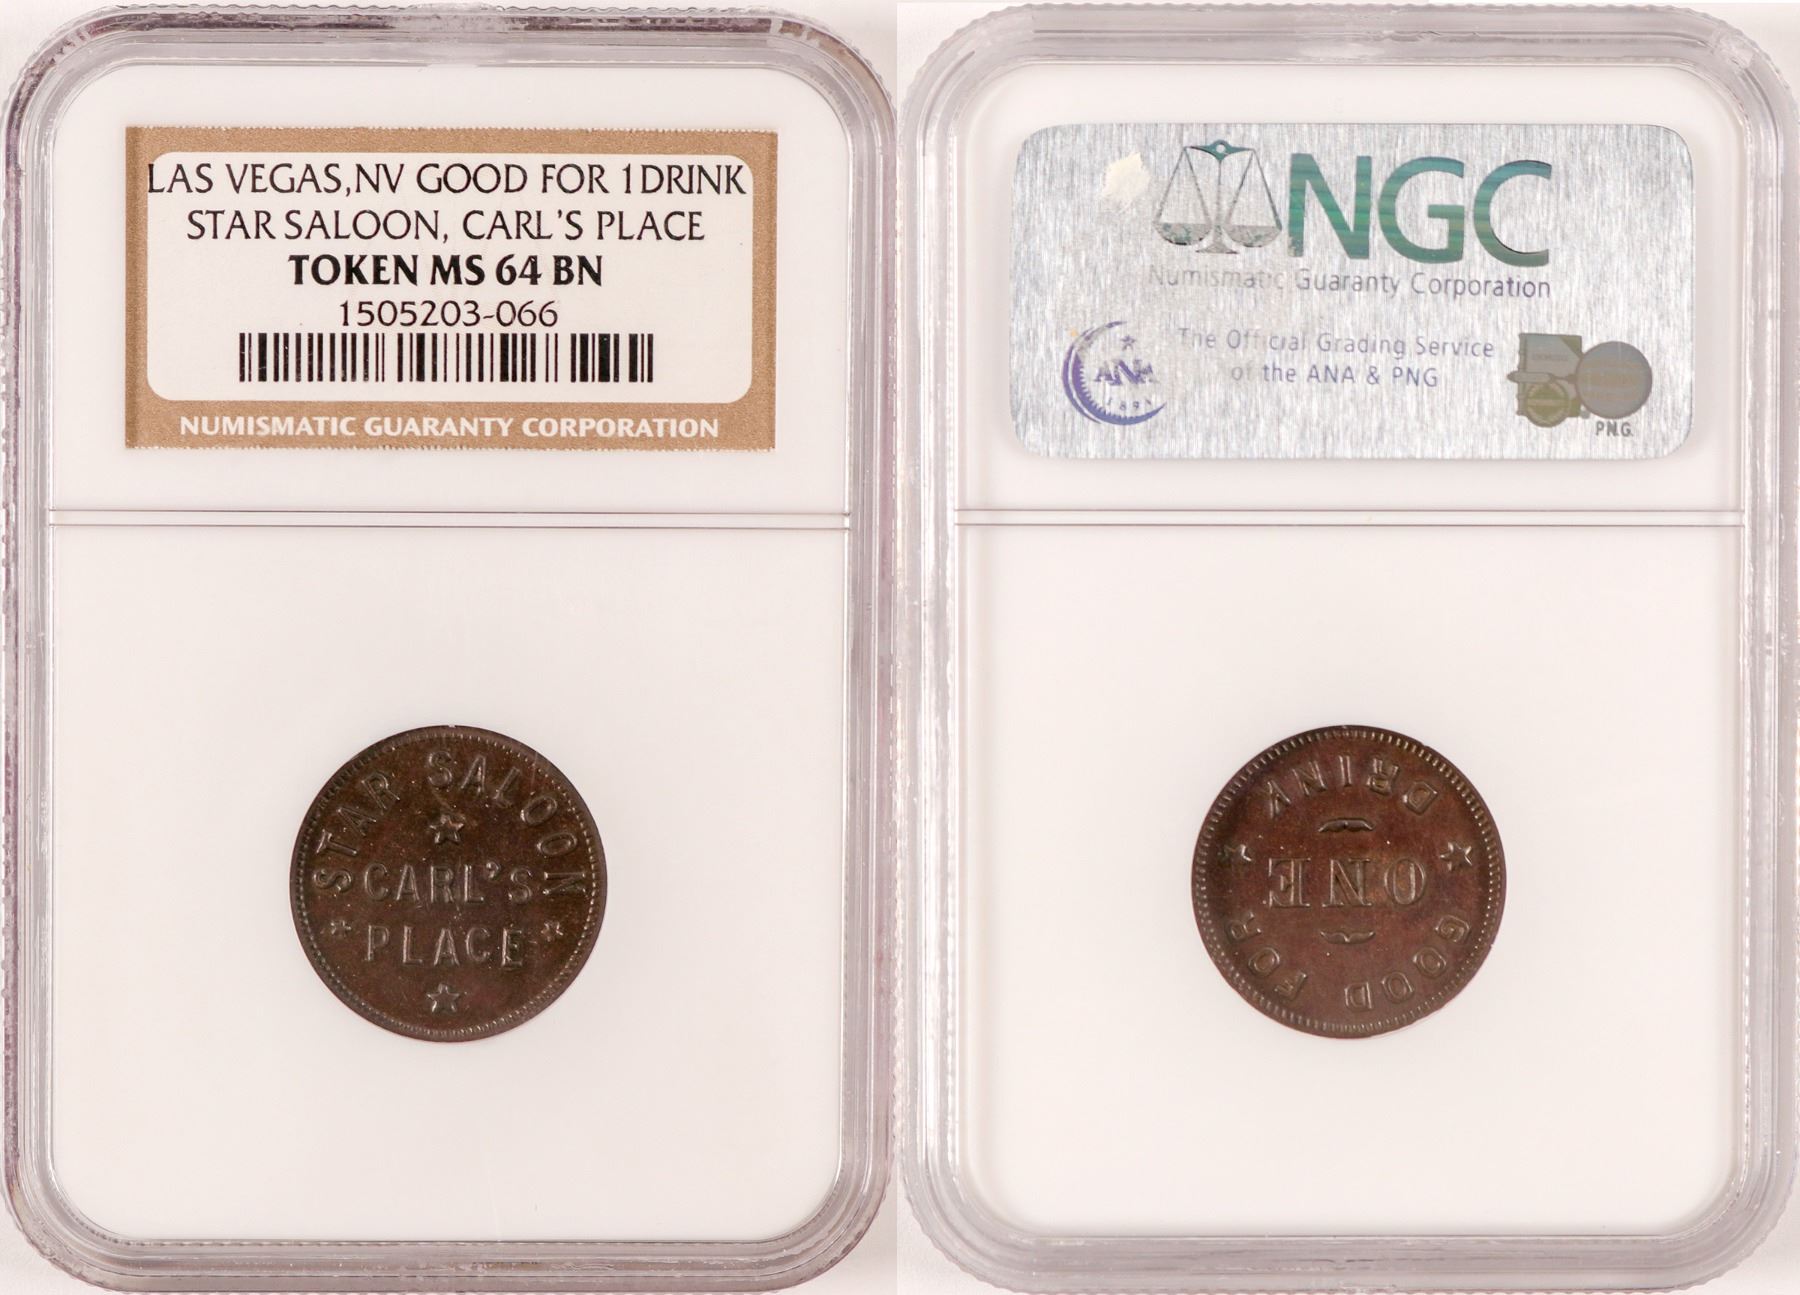 LAS VEGAS,NV GOOD FOR 1 DRINK
STAR SALOON, CARL'S PLACE
TOKEN MS 64 BN
1505203-066
NUMISMATIC GUARANTY CORPORATION
STAR SALOON
CARL'S
PLACE
NGC
Numismatic Guaranty Corporation
The Official Grading Service
of the ANA & PNG
ANA
P.N.G.
GOOD FOR
ONE
DRINK